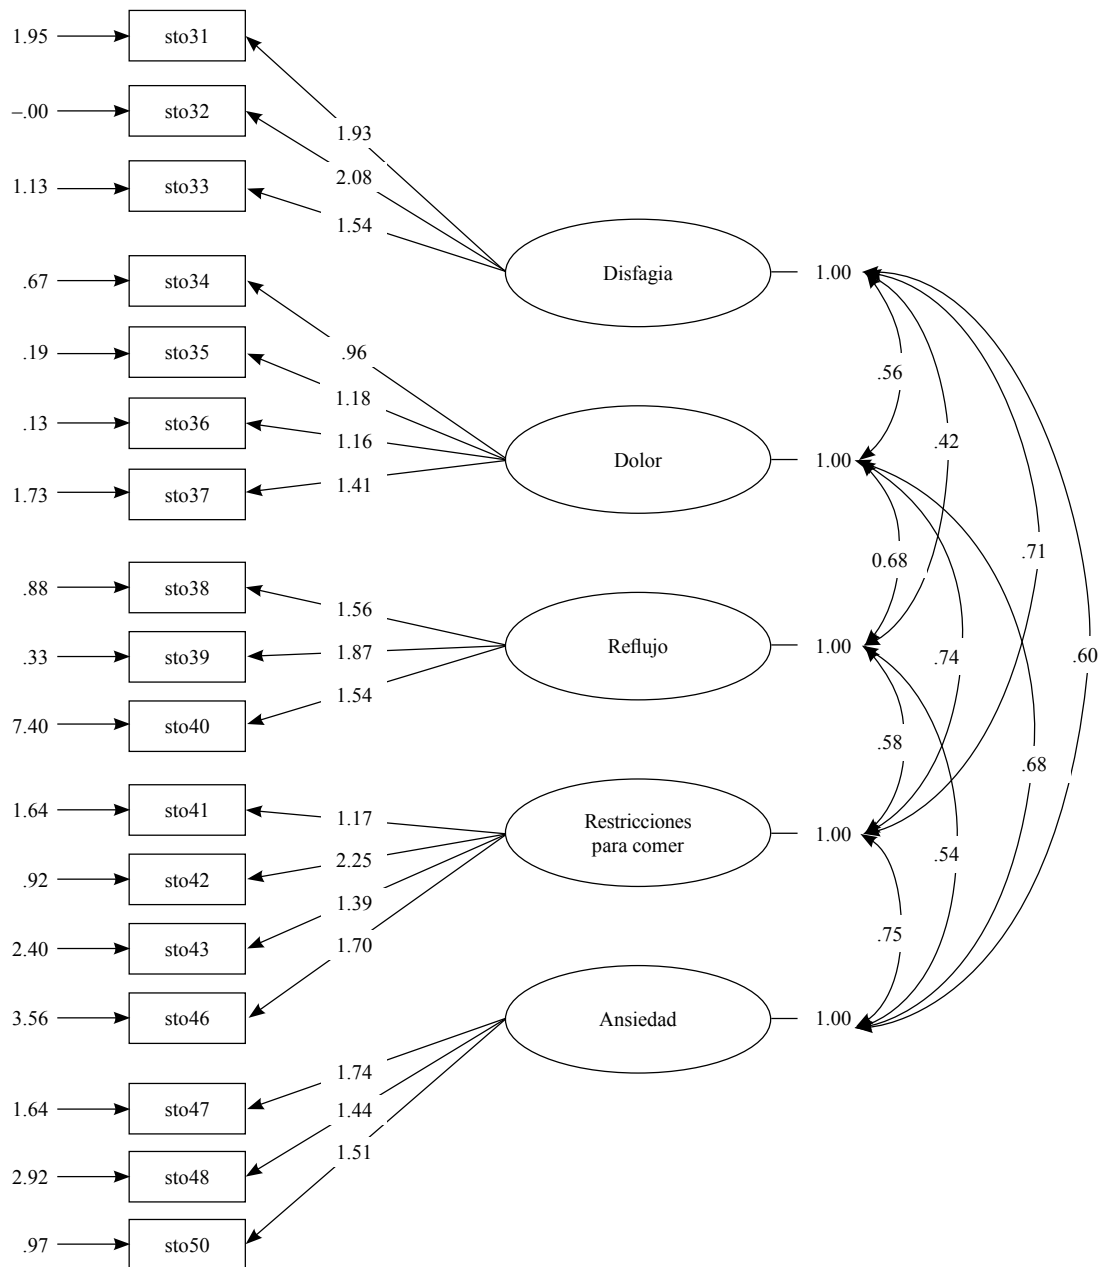 1.95 sto31
–.00 sto32
1.93
2.08
1.13 sto33
1.54
Disfagia 1.00
.67 sto34
.19 sto35
.96
.56
1.18
.13 sto36
1.16
.42
Dolor 1.00
1.73 sto37
1.41
.71
0.68
.88 sto38
1.56
Reflujo 1.00
.33 sto39
1.87
.74
.60
1.54
7.40 sto40
.58
.68
1.64 sto41
1.17
Restricciones
para comer
1.00
2.25
.54
.92 sto42
1.39
.75
2.40 sto43
1.70
3.56 sto46
Ansiedad 1.00
1.74
1.64 sto47
1.44
1.51
2.92 sto48
.97 sto50